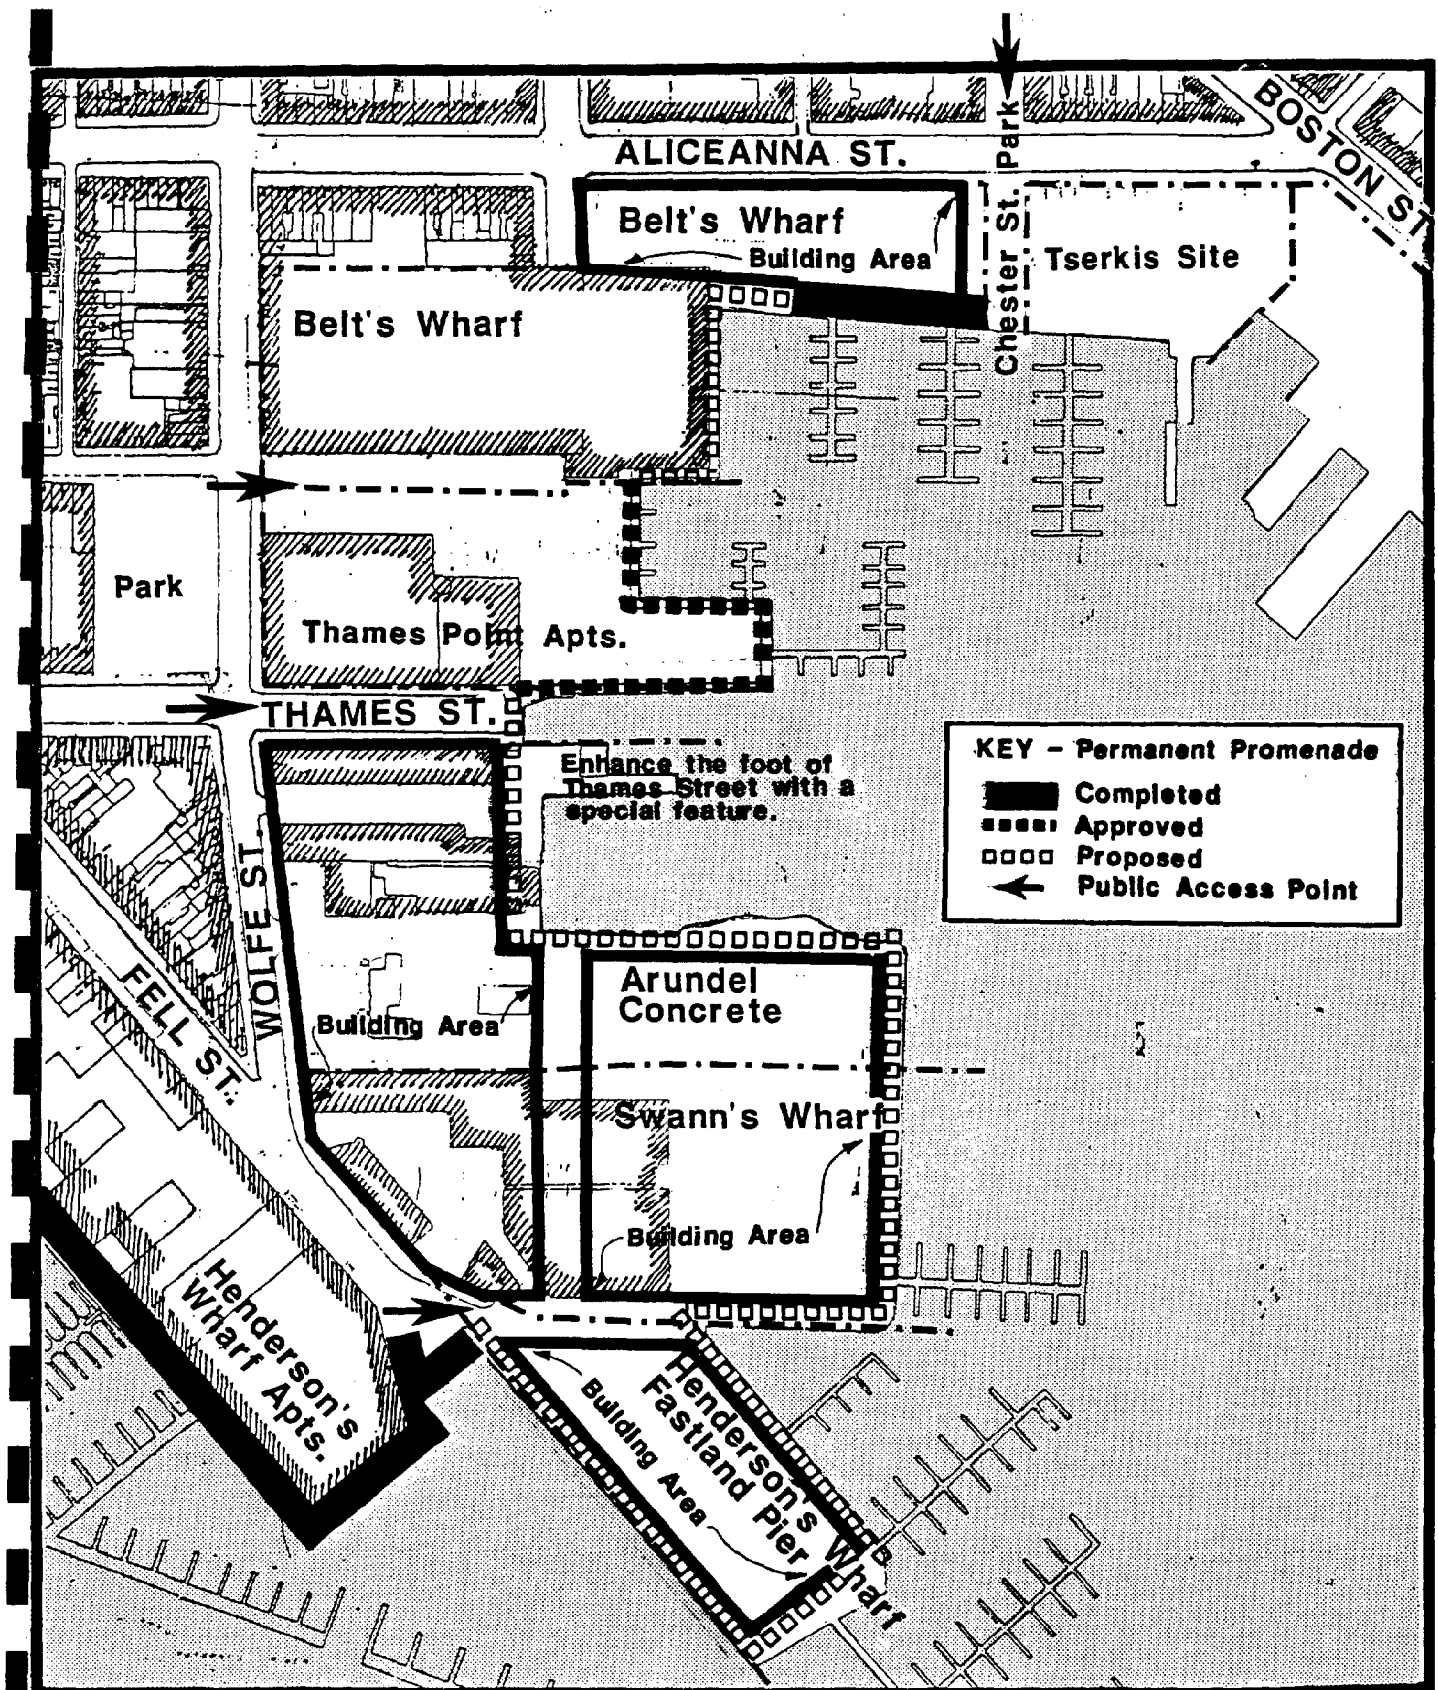 ALICEANNA ST.
BOSTON ST.
Chester St. Park
Belt's Wharf
Building Area
Tserkis Site
Belt's Wharf
Park
Thames Point Apts.
THAMES ST.
Enhance the foot of
Thames Street with a
special feature.
KEY – Permanent Promenade
Completed
Approved
Proposed
Public Access Point
WOLFE ST.
FELL ST.
Arundel
Concrete
Building Area
Swann's Wharf
Building Area
Henderson's
Wharf Apts.
Building Area
Henderson's Wharf
Fastland Pier